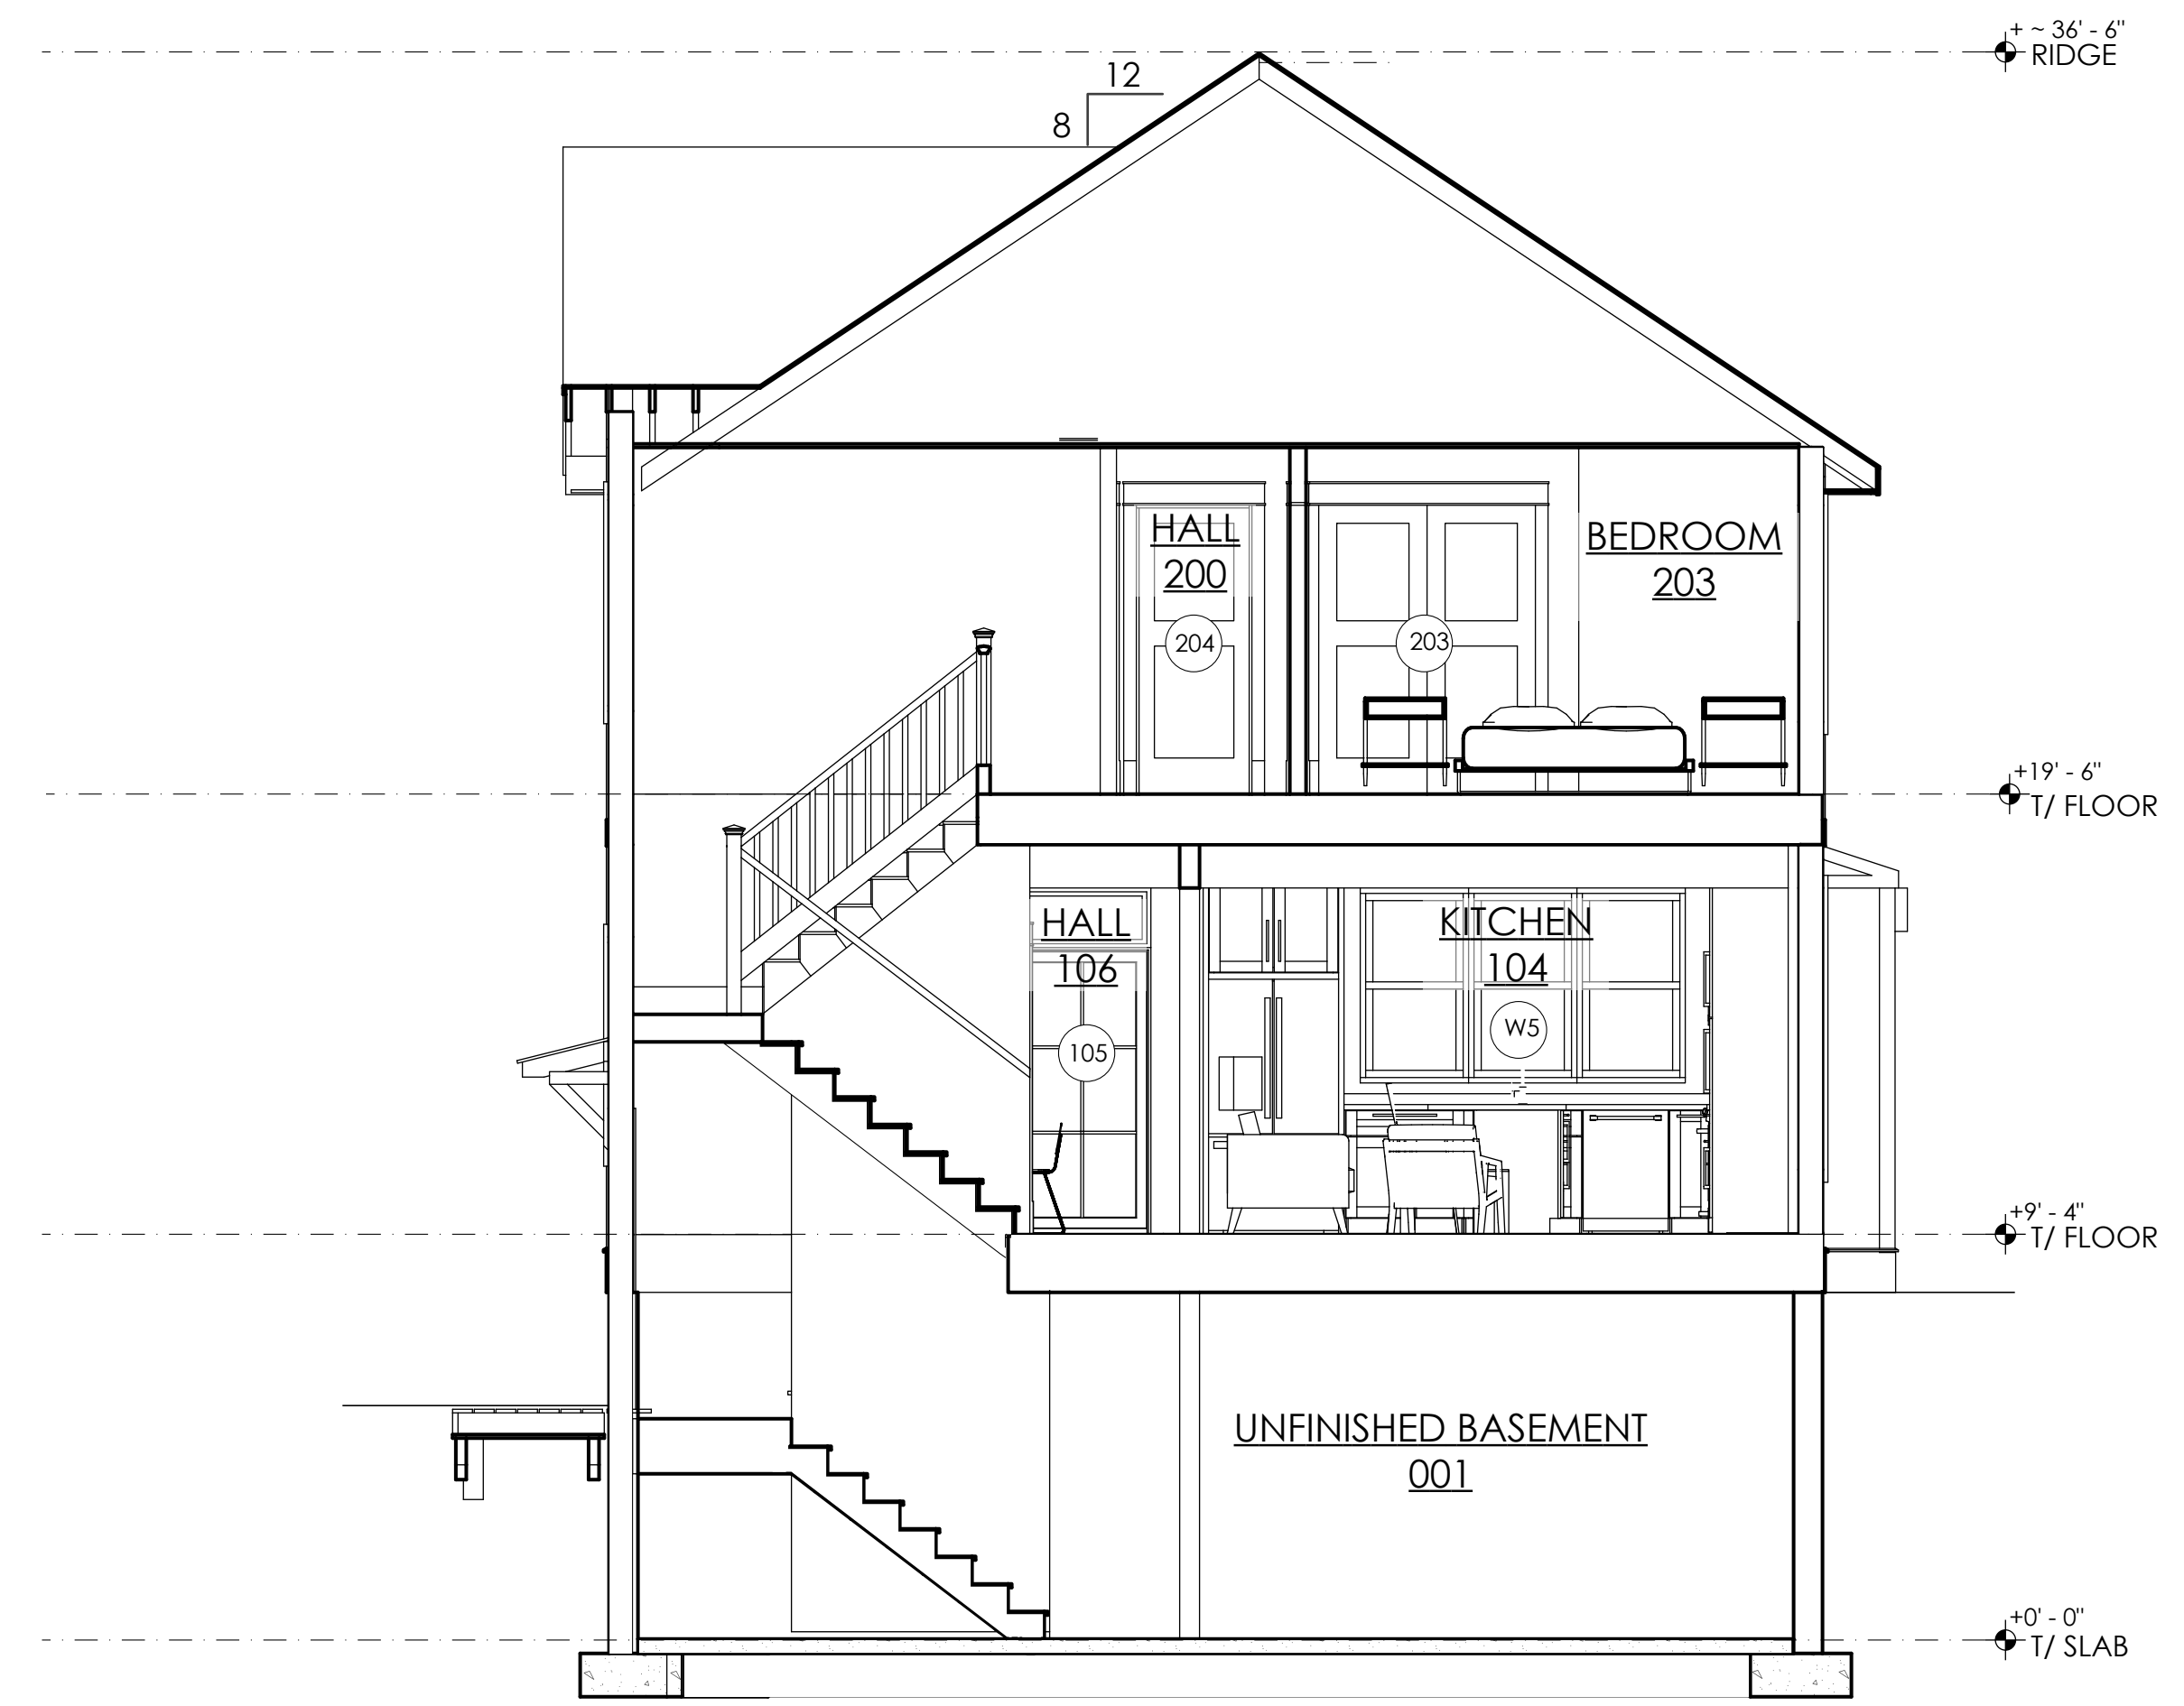 + ~ 36' - 6"
RIDGE
12
8
HALL
200
204
BEDROOM
203
203
+19' - 6"
T/ FLOOR
HALL
106
105
KITCHEN
104
W5
+9' - 4"
T/ FLOOR
UNFINISHED BASEMENT
001
+0' - 0"
T/ SLAB